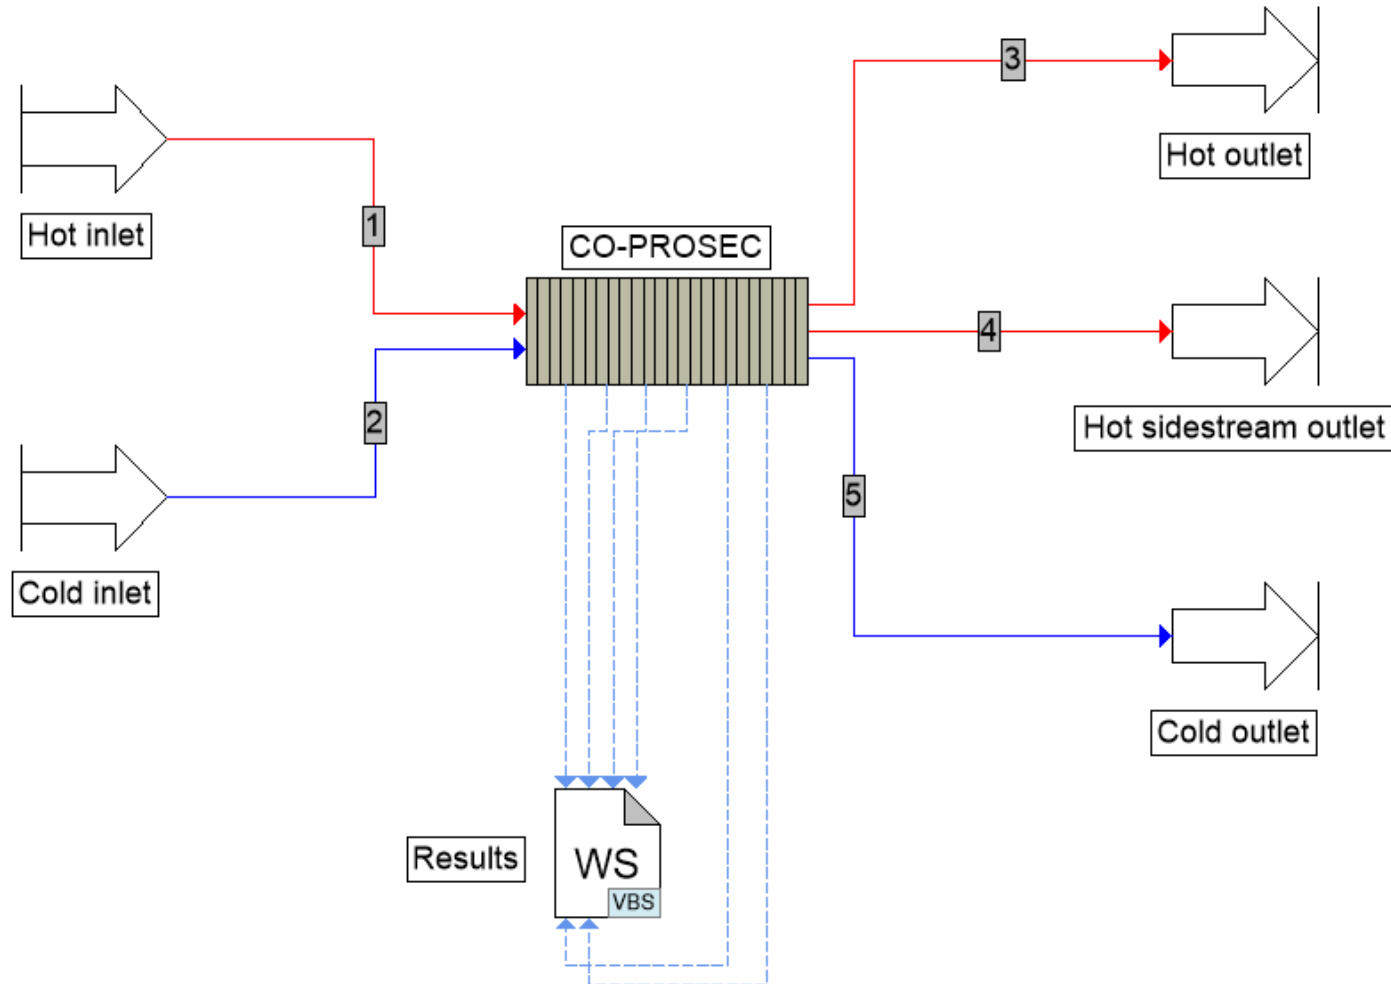 3
Hot outlet
Hot inlet
1
CO-PROSEC
4
Hot sidestream outlet
2
5
Cold inlet
Cold outlet
Results
WS
VBS